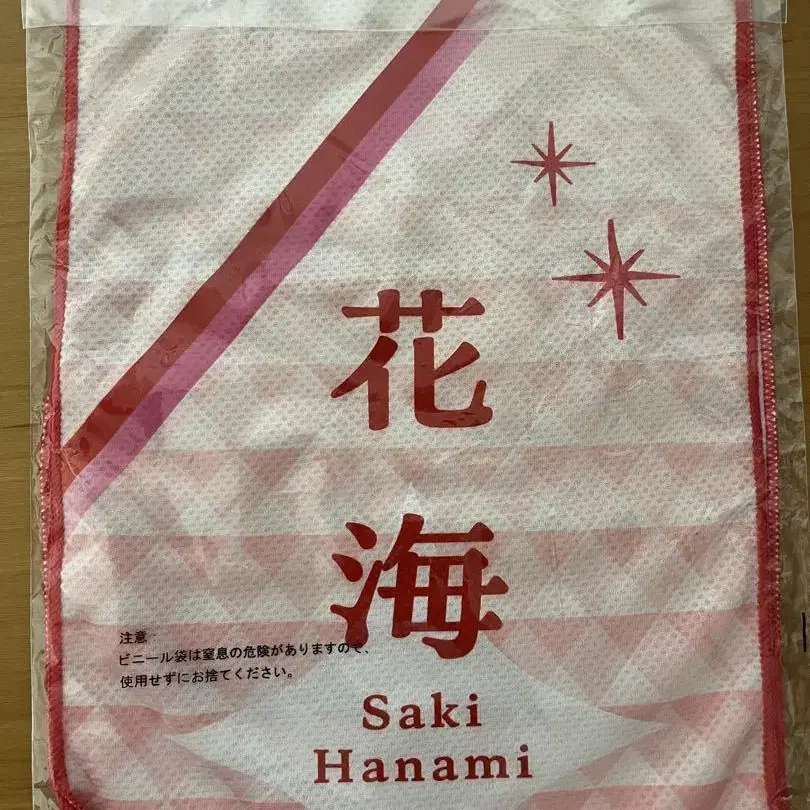 花
海
注意
ビニール袋は窒息の危険がありますので、
使用せずにお捨てください。
Saki
Hanami